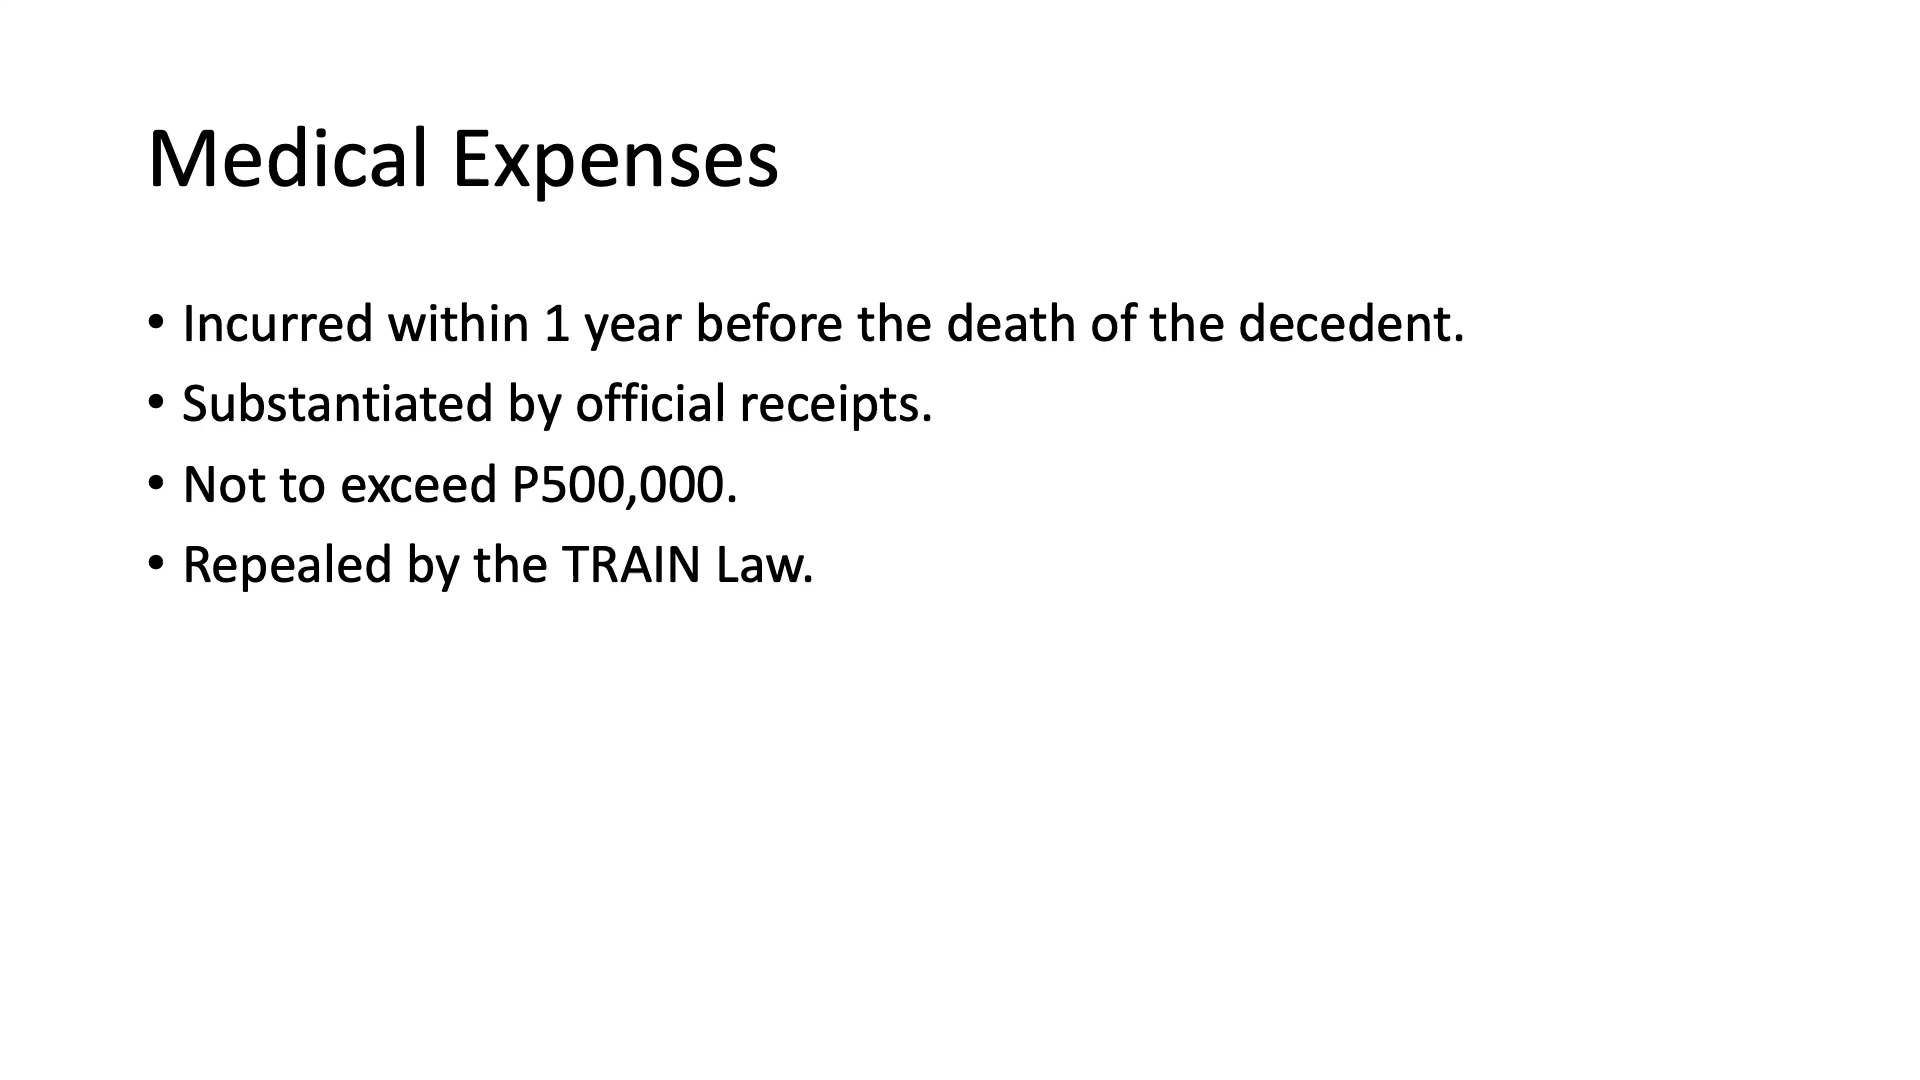 Medical Expenses
• Incurred within 1 year before the death of the decedent.
• Substantiated by official receipts.
• Not to exceed P500,000.
• Repealed by the TRAIN Law.